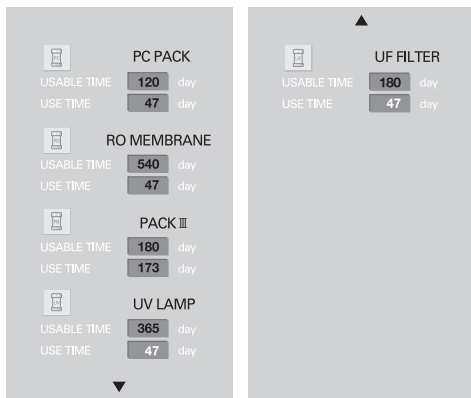 PC PACK
USABLE TIME 120 day
USE TIME 47 day
RO MEMBRANE
USABLE TIME 540 day
USE TIME 47 day
PACK Ⅲ
USABLE TIME 180 day
USE TIME 173 day
UV LAMP
USABLE TIME 365 day
USE TIME 47 day
UF FILTER
USABLE TIME 180 day
USE TIME 47 day